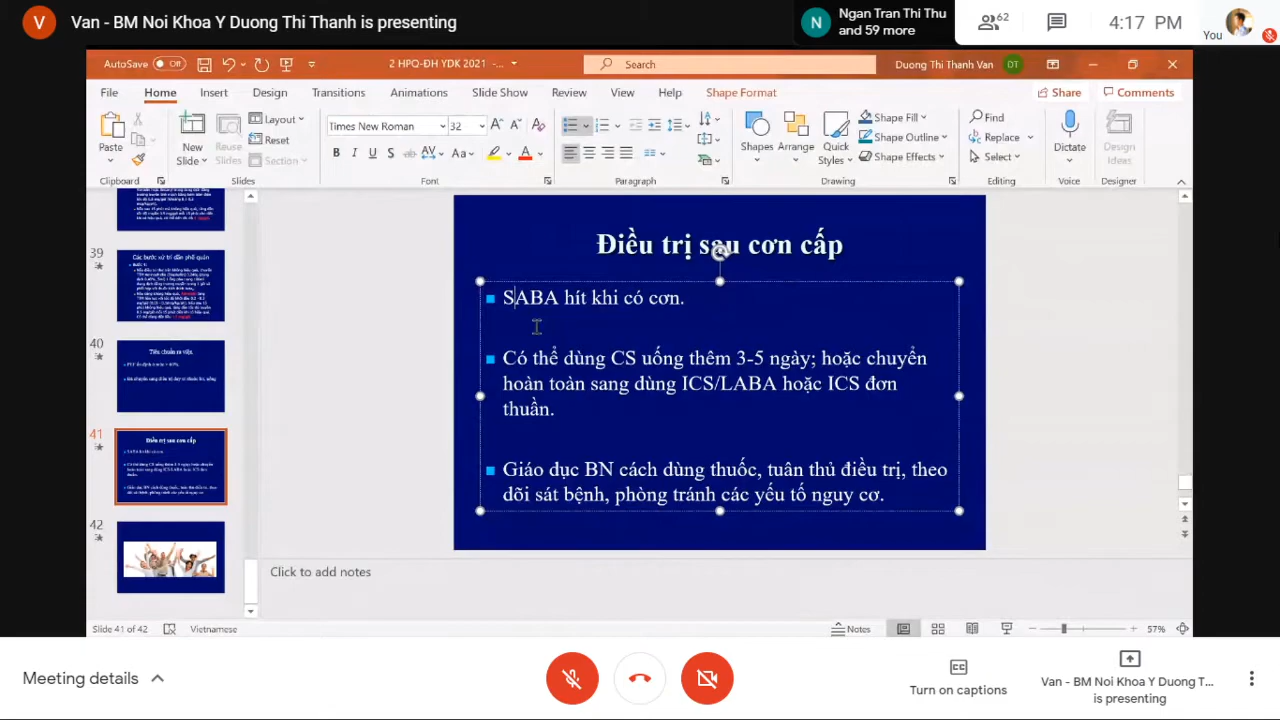 V
Van - BM Noi Khoa Y Duong Thi Thanh is presenting
N
Ngan Tran Thi Thu
and 59 more
62
4:17 PM
You
AutoSave
Off
2 HPQ-ĐH YDK 2021 -...
Search
Duong Thi Thanh Van
DT
File
Home
Insert
Design
Transitions
Animations
Slide Show
Review
View
Help
Shape Format
Share
Comments
Paste
New
Slide
Reuse
Slides
Layout
Reset
Section
Times New Roman
32
B
I
U
S
ab
AV
Aa
A
Shapes
Arrange
Quick
Styles
Shape Fill
Shape Outline
Shape Effects
Find
Replace
Select
Dictate
Design
Ideas
Clipboard
Slides
Font
Paragraph
Drawing
Editing
Voice
Designer
39
Các bước xử trí hen phế quản
40
Tiêu chuẩn ra viện
41
Điều trị sau cơn cấp
42
Điều trị sau cơn cấp
SABA hít khi có cơn.
Có thể dùng CS uống thêm 3-5 ngày; hoặc chuyển
hoàn toàn sang dùng ICS/LABA hoặc ICS đơn
thuần.
Giáo dục BN cách dùng thuốc, tuân thủ điều trị, theo
dõi sát bệnh, phòng tránh các yếu tố nguy cơ.
Click to add notes
Slide 41 of 42
Vietnamese
Notes
57%
Meeting details
Turn on captions
Van - BM Noi Khoa Y Duong T...
is presenting